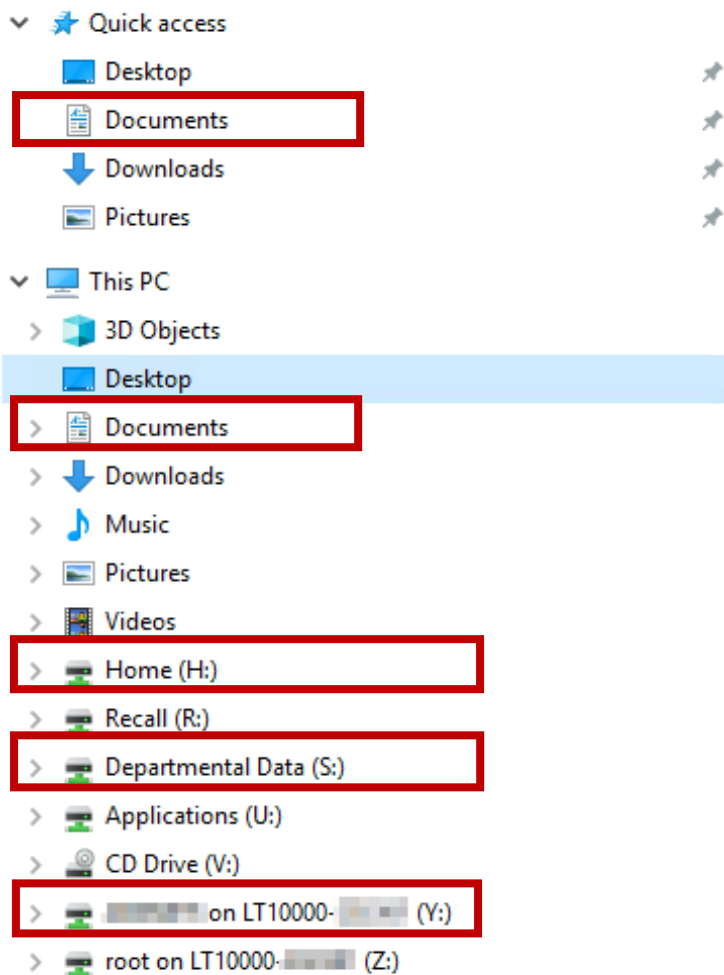 Quick access
Desktop
Documents
Downloads
Pictures
This PC
3D Objects
Desktop
Documents
Downloads
Music
Pictures
Videos
Home (H:)
Recall (R:)
Departmental Data (S:)
Applications (U:)
CD Drive (V:)
on LT10000- (Y:)
root on LT10000- (Z:)